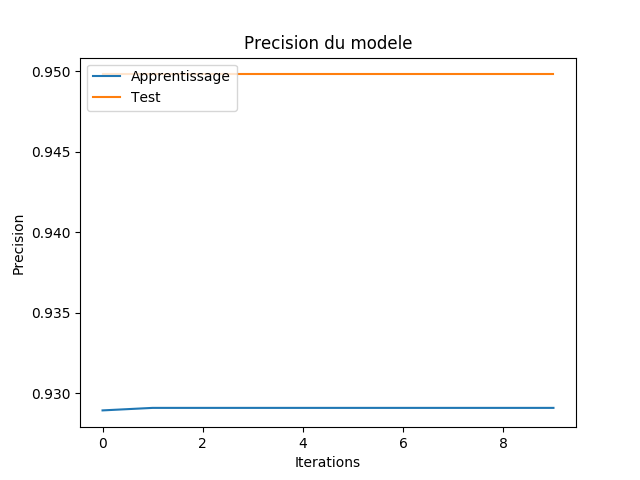 Precision du modele
0.950
0.945
0.940
0.935
0.930
Precision
Apprentissage
Test
0 2 4 6 8
Iterations